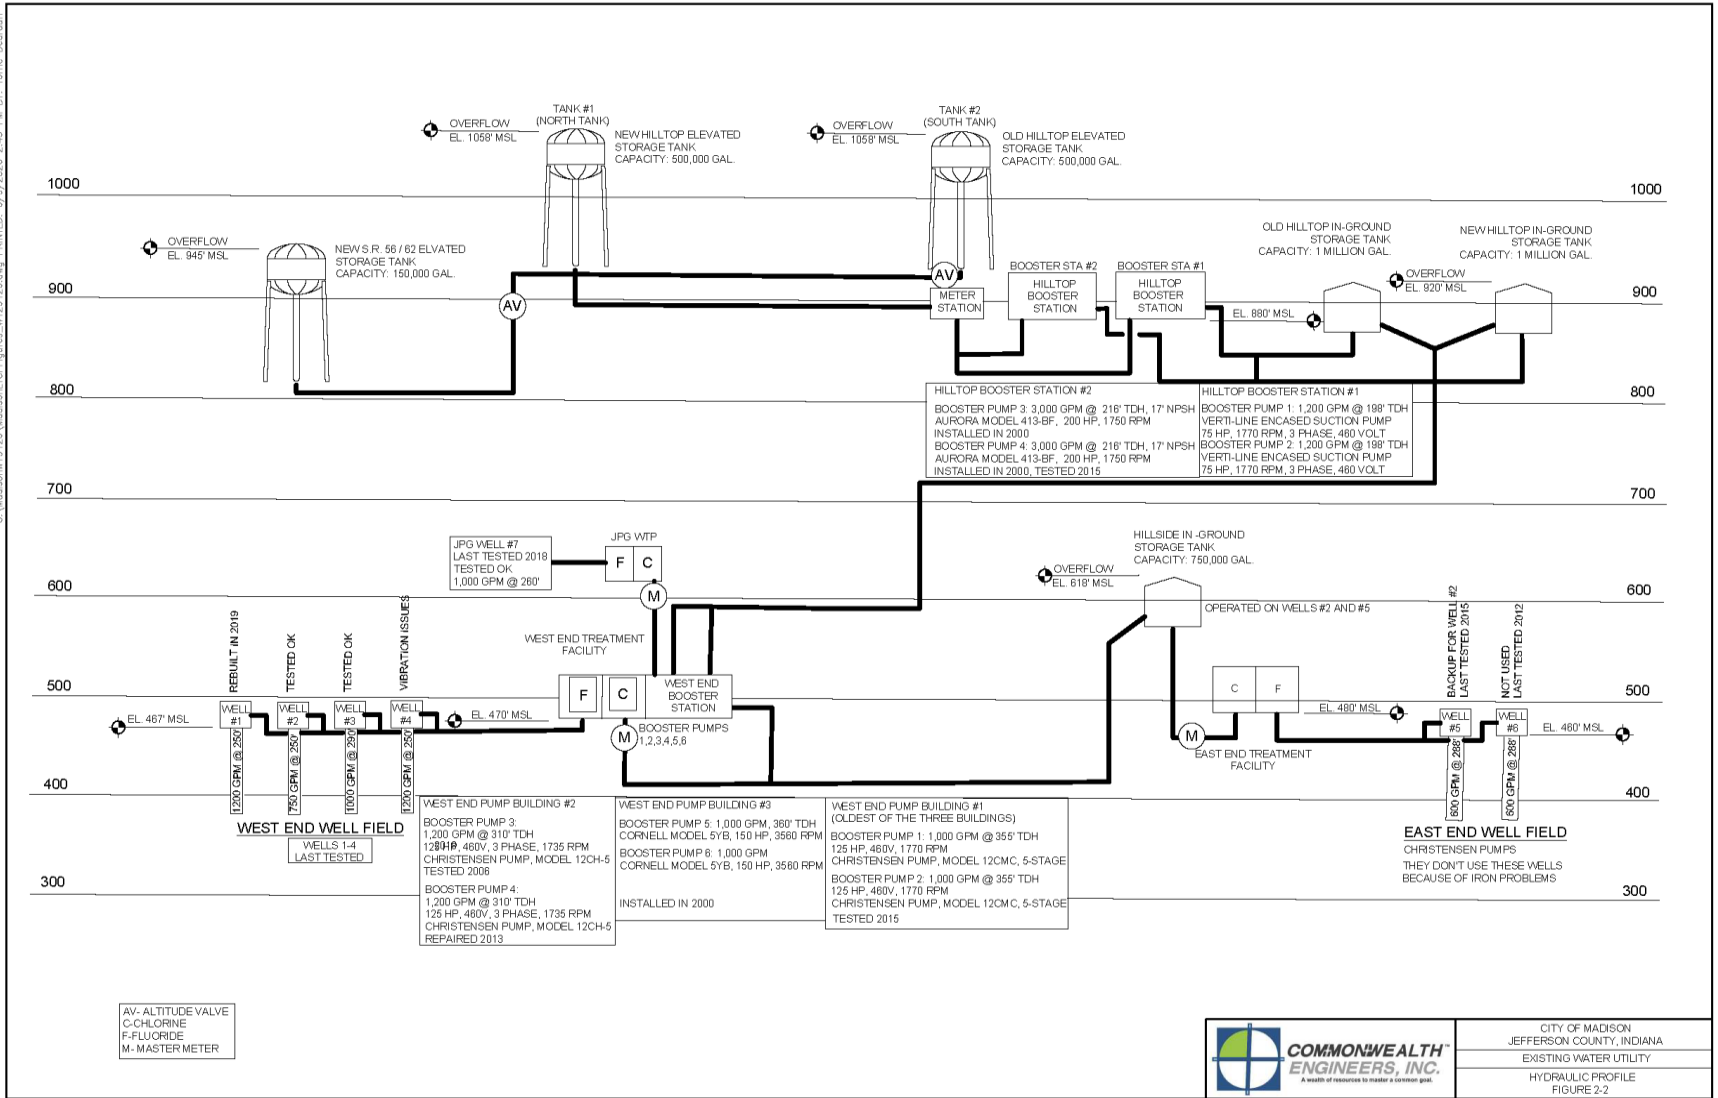 TANK #1
(NORTH TANK)
OVERFLOW
EL. 1058' MSL
NEW HILLTOP ELEVATED
STORAGE TANK
CAPACITY: 500,000 GAL.
TANK #2
(SOUTH TANK)
OVERFLOW
EL. 1058' MSL
OLD HILLTOP ELEVATED
STORAGE TANK
CAPACITY: 500,000 GAL.
1000
1000
OVERFLOW
EL. 945' MSL
NEW S.R. 56 / 62 ELVATED
STORAGE TANK
CAPACITY: 150,000 GAL.
OLD HILLTOP IN-GROUND
STORAGE TANK
CAPACITY: 1 MILLION GAL.
NEW HILLTOP IN-GROUND
STORAGE TANK
CAPACITY: 1 MILLION GAL.
OVERFLOW
EL. 920' MSL
BOOSTER STA #2
BOOSTER STA #1
AV
AV
METER
STATION
HILLTOP
BOOSTER
STATION
HILLTOP
BOOSTER
STATION
EL. 880' MSL
900
900
800
800
HILLTOP BOOSTER STATION #2
BOOSTER PUMP 3: 3,000 GPM @ 216' TDH, 17' NPSH
AURORA MODEL 413-BF, 200 HP, 1750 RPM
INSTALLED IN 2000
BOOSTER PUMP 4: 3,000 GPM @ 216' TDH, 17' NPSH
AURORA MODEL 413-BF, 200 HP, 1750 RPM
INSTALLED IN 2000, TESTED 2015
HILLTOP BOOSTER STATION #1
BOOSTER PUMP 1: 1,200 GPM @ 198' TDH
VERTI-LINE ENCASED SUCTION PUMP
75 HP, 1770 RPM, 3 PHASE, 460 VOLT
BOOSTER PUMP 2: 1,200 GPM @ 198' TDH
VERTI-LINE ENCASED SUCTION PUMP
75 HP, 1770 RPM, 3 PHASE, 460 VOLT
700
700
JPG WELL #7
LAST TESTED 2018
TESTED OK
1,000 GPM @ 260'
JPG WTP
F
C
M
HILLSIDE IN -GROUND
STORAGE TANK
CAPACITY: 750,000 GAL.
OVERFLOW
EL. 618' MSL
OPERATED ON WELLS #2 AND #5
600
600
REBUILT IN 2019
TESTED OK
TESTED OK
VIBRATION ISSUES
WEST END TREATMENT
FACILITY
BACKUP FOR WELL #2
LAST TESTED 2015
NOT USED
LAST TESTED 2012
500
500
EL. 467' MSL
WELL
#1
WELL
#2
WELL
#3
WELL
#4
EL. 470' MSL
F
C
WEST END
BOOSTER
STATION
BOOSTER PUMPS
1,2,3,4,5,6
M
C
F
EL. 480' MSL
WELL
#5
WELL
#6
EL. 460' MSL
M
EAST END TREATMENT
FACILITY
1200 GPM @ 250'
750 GPM @ 250'
1000 GPM @ 290'
1200 GPM @ 250'
600 GPM @ 288'
600 GPM @ 288'
400
400
WEST END WELL FIELD
WELLS 1-4
LAST TESTED
2019
WEST END PUMP BUILDING #2
BOOSTER PUMP 3:
1,200 GPM @ 310' TDH
125 HP, 460V, 3 PHASE, 1735 RPM
CHRISTENSEN PUMP, MODEL 12CH-5
TESTED 2006
BOOSTER PUMP 4:
1,200 GPM @ 310' TDH
125 HP, 460V, 3 PHASE, 1735 RPM
CHRISTENSEN PUMP, MODEL 12CH-5
REPAIRED 2013
WEST END PUMP BUILDING #3
BOOSTER PUMP 5: 1,000 GPM, 360' TDH
CORNELL MODEL 5YB, 150 HP, 3560 RPM
BOOSTER PUMP 6: 1,000 GPM
CORNELL MODEL 5YB, 150 HP, 3560 RPM
INSTALLED IN 2000
WEST END PUMP BUILDING #1
(OLDEST OF THE THREE BUILDINGS)
BOOSTER PUMP 1: 1,000 GPM @ 355' TDH
125 HP, 460V, 1770 RPM
CHRISTENSEN PUMP, MODEL 12CMC, 5-STAGE
BOOSTER PUMP 2: 1,000 GPM @ 355' TDH
125 HP, 460V, 1770 RPM
CHRISTENSEN PUMP, MODEL 12CMC, 5-STAGE
TESTED 2015
EAST END WELL FIELD
CHRISTENSEN PUMPS
THEY DON'T USE THESE WELLS
BECAUSE OF IRON PROBLEMS
300
300
AV- ALTITUDE VALVE
C-CHLORINE
F-FLUORIDE
M- MASTER METER
COMMONWEALTH™
ENGINEERS, INC.
A wealth of resources to master a common goal.
CITY OF MADISON
JEFFERSON COUNTY, INDIANA
EXISTING WATER UTILITY
HYDRAULIC PROFILE
FIGURE 2-2